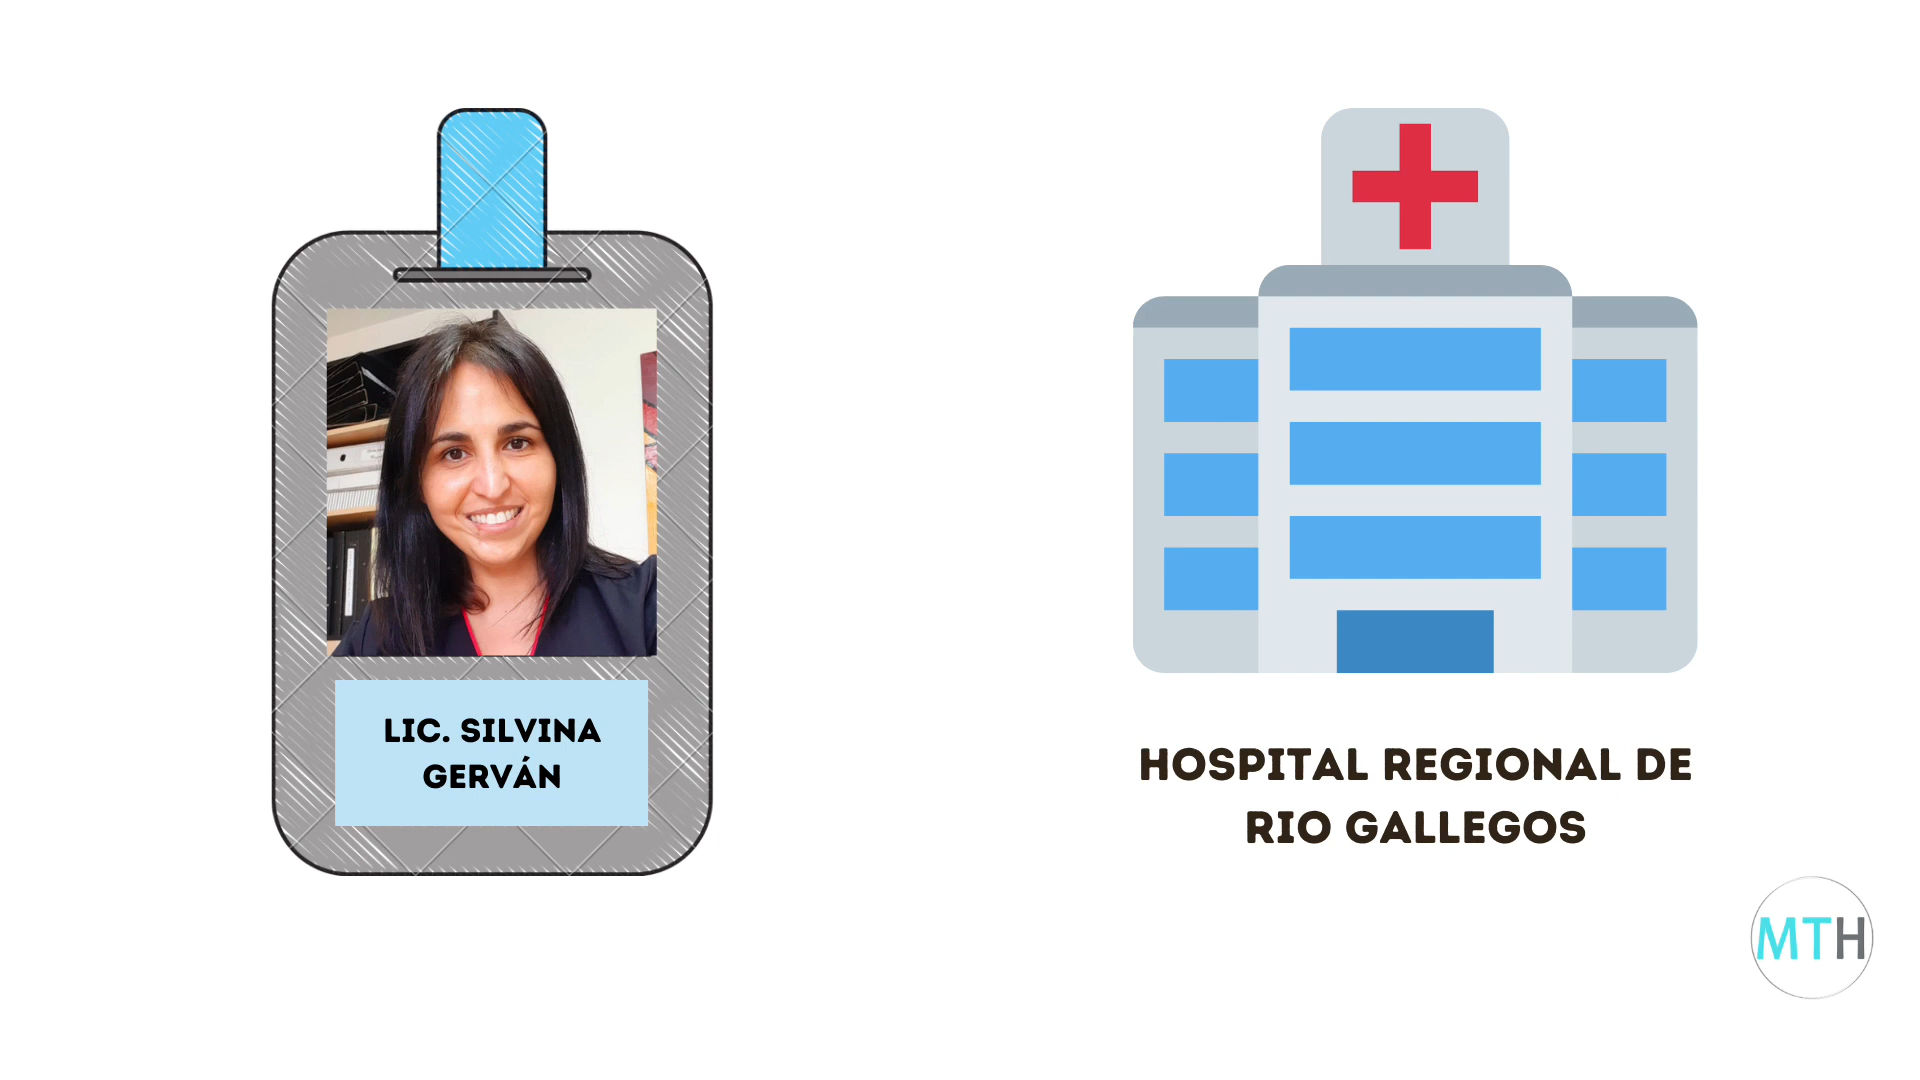 LIC. SILVINA
GERVÁN
HOSPITAL REGIONAL DE
RIO GALLEGOS
MTH